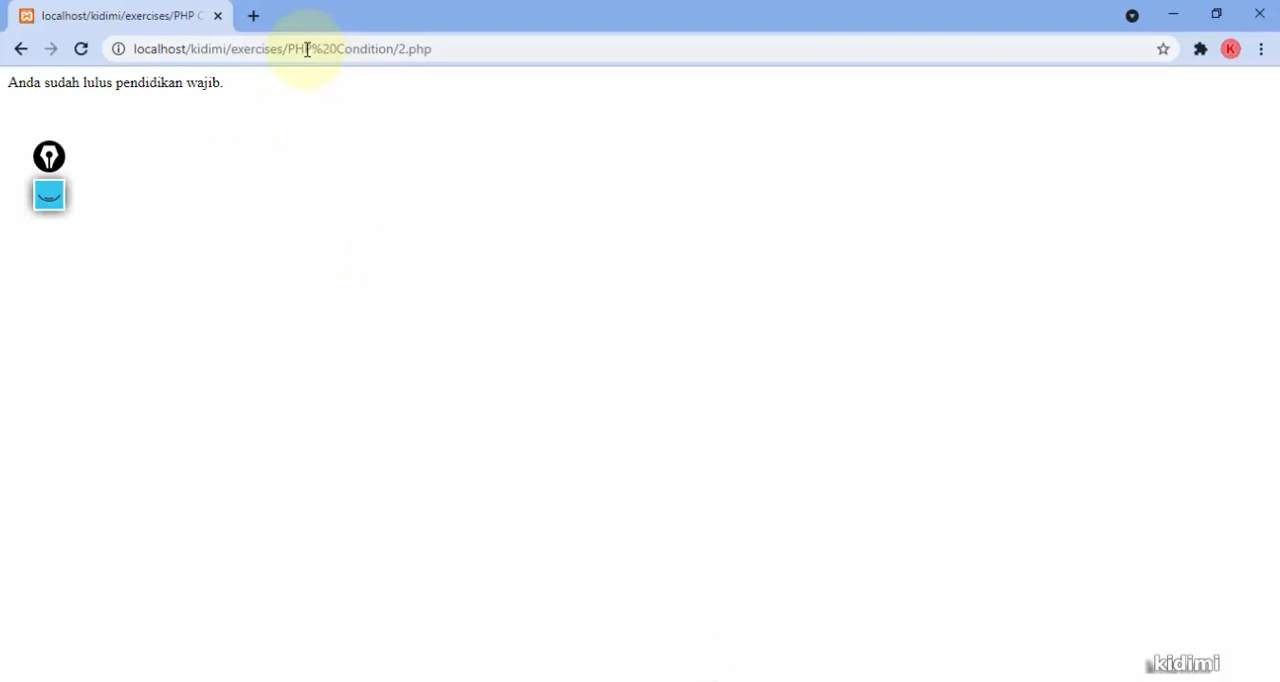 localhost/kidimi/exercises/PHP C
localhost/kidimi/exercises/PHP%20Condition/2.php
K
Anda sudah lulus pendidikan wajib.
kidimi